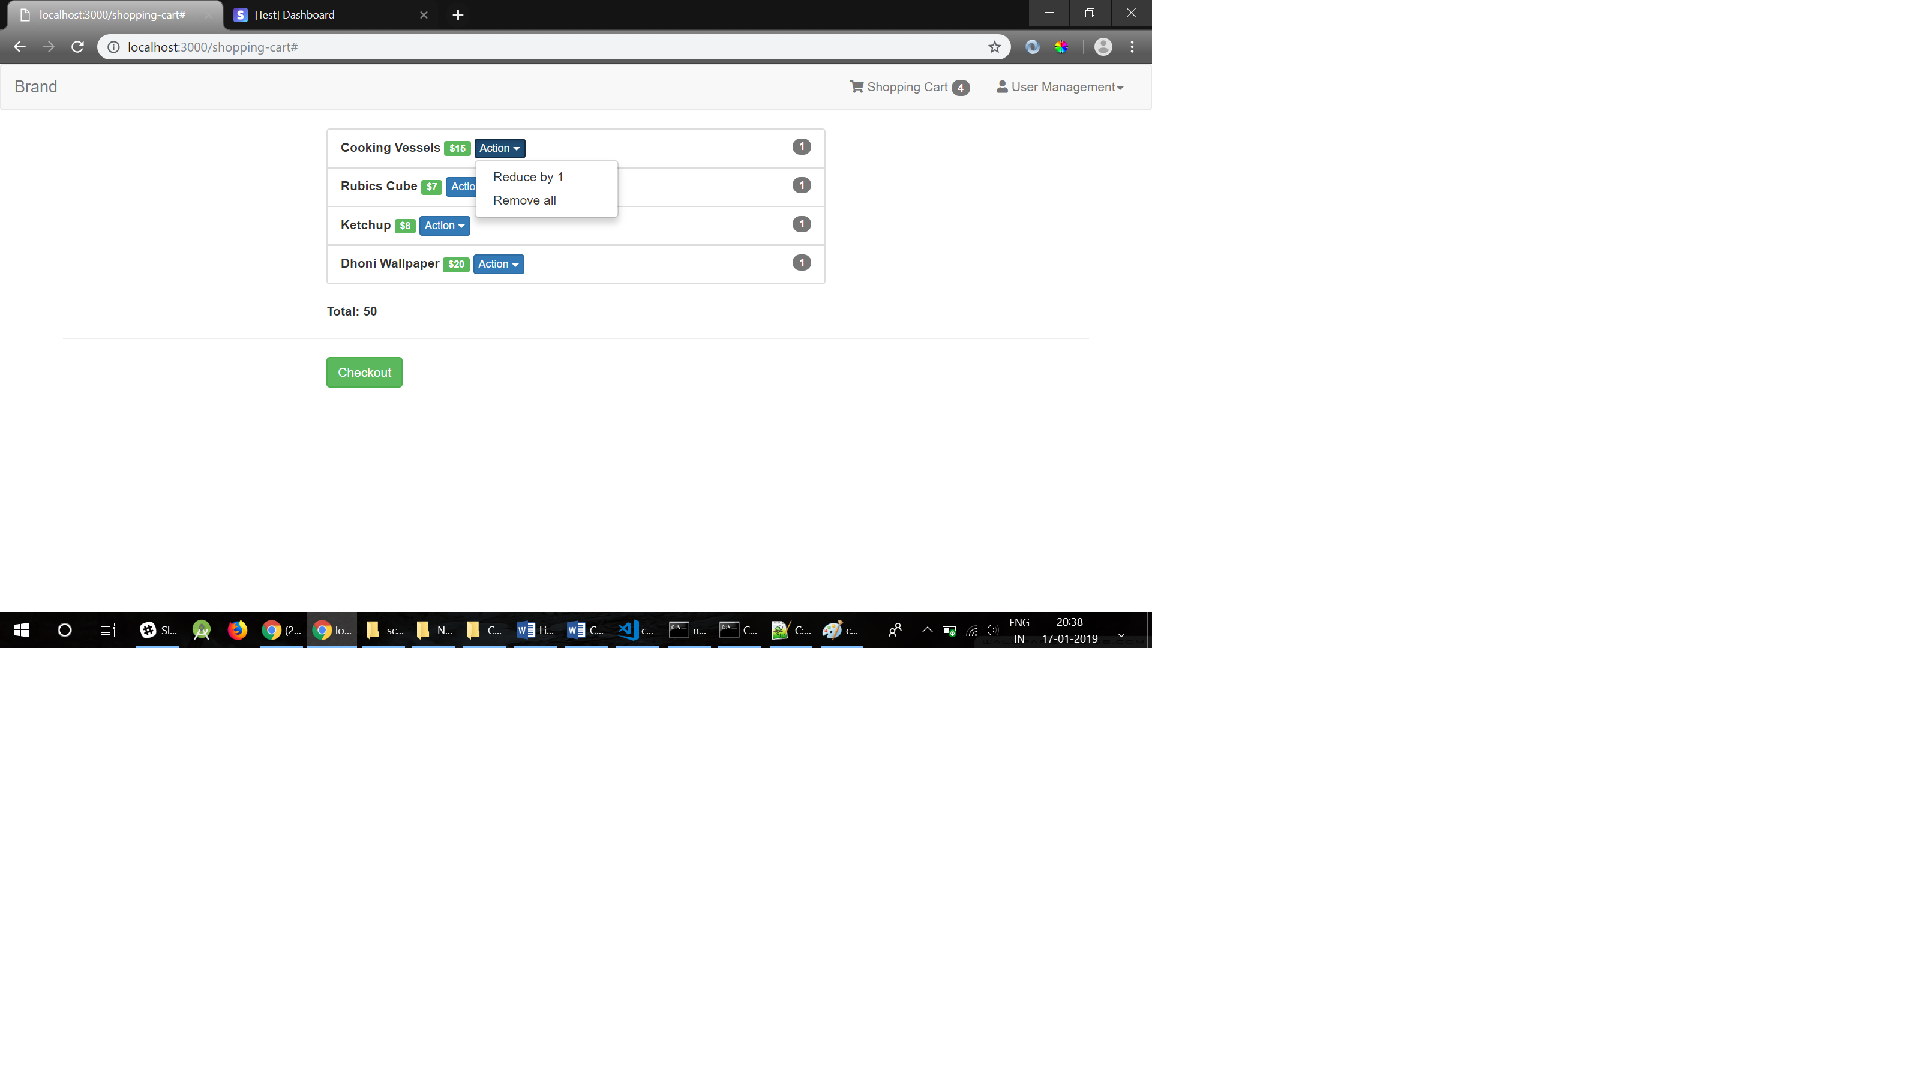 localhost:3000/shopping-cart#
[Test] Dashboard
localhost:3000/shopping-cart#
Brand
Shopping Cart 4
User Management
Cooking Vessels $15 Action 1
Reduce by 1
Remove all
Rubics Cube $7 Actio 1
Ketchup $8 Action 1
Dhoni Wallpaper $20 Action 1
Total: 50
Checkout
Sl...
(2...
lo...
sc...
N...
C...
C...
c...
n...
C...
C...
c...
ENG
IN
20:38
17-01-2019